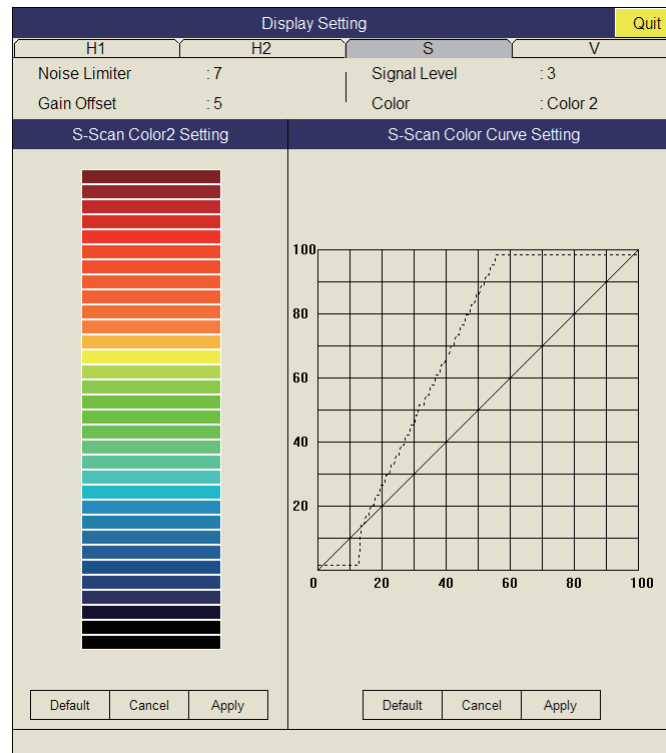 Display Setting
Quit
H1 H2 S V
Noise Limiter : 7 Signal Level : 3
Gain Offset : 5 Color : Color 2
S-Scan Color2 Setting
S-Scan Color Curve Setting
100
80
60
40
20
0 20 40 60 80 100
Default Cancel Apply
Default Cancel Apply